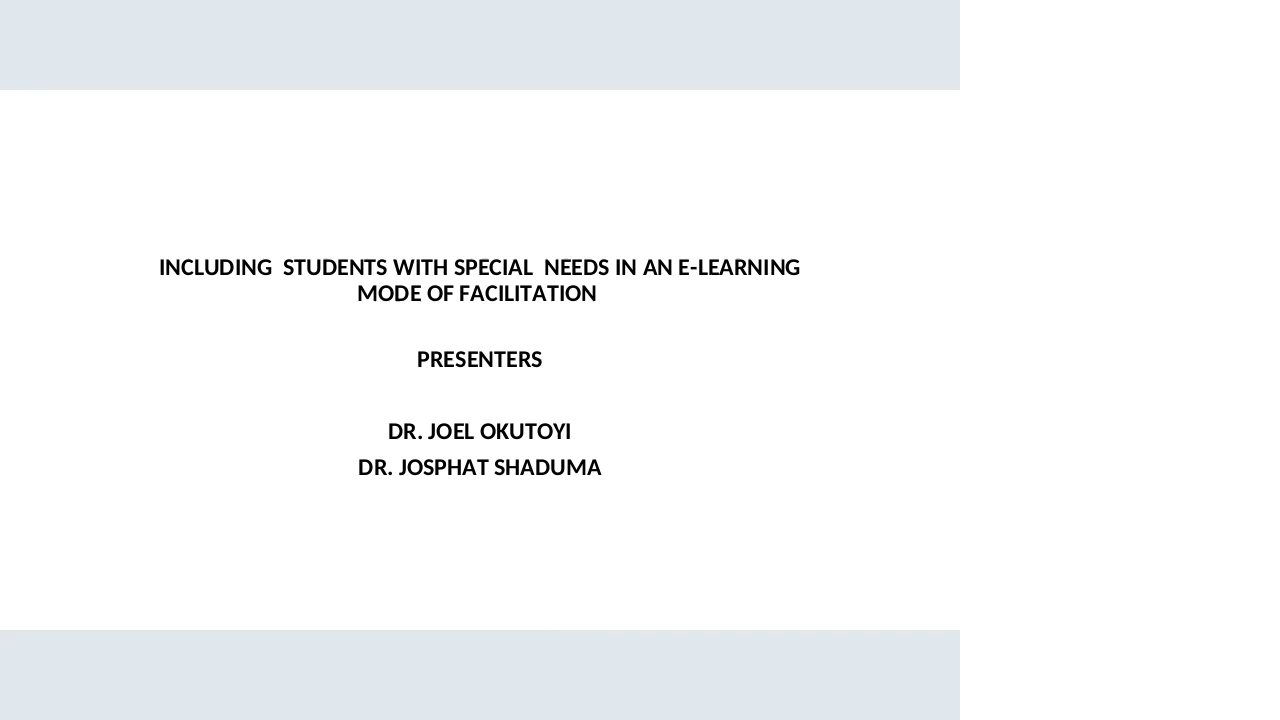 INCLUDING  STUDENTS WITH SPECIAL  NEEDS IN AN E-LEARNING
MODE OF FACILITATION
PRESENTERS
DR. JOEL OKUTOYI
DR. JOSPHAT SHADUMA